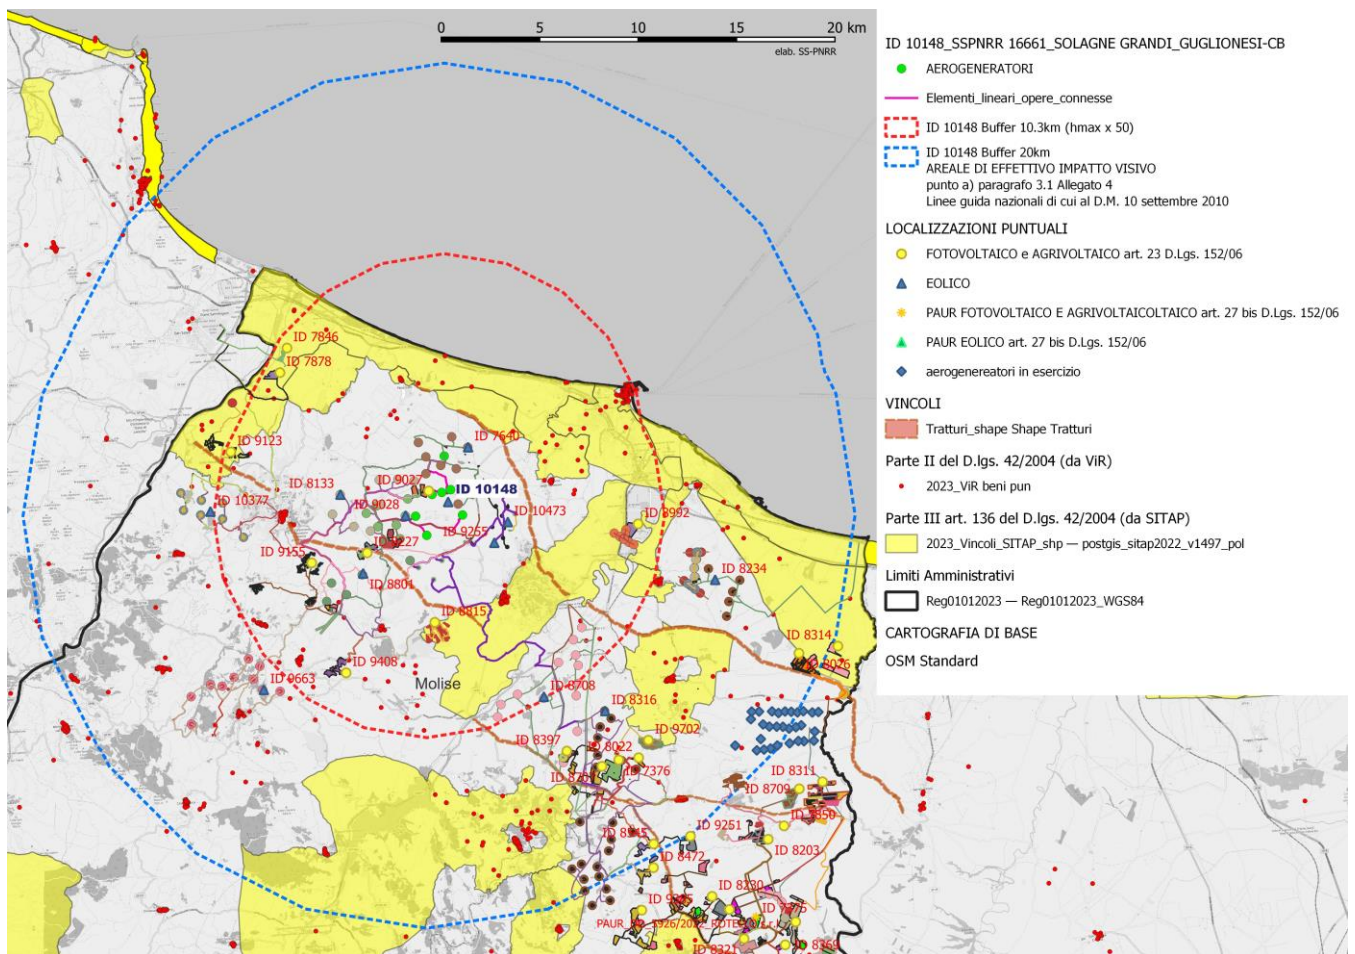 0 5 10 15 20 km
elab. SS-PNRR
ID 10148_SSPNRR 16661_SOLAGNE GRANDI_GUGLIONESI-CB
AEROGENERATORI
Elementi_lineari_opere_connesse
ID 10148 Buffer 10.3km (hmax x 50)
ID 10148 Buffer 20km
AREALE DI EFFETTIVO IMPATTO VISIVO
punto a) paragrafo 3.1 Allegato 4
Linee guida nazionali di cui al D.M. 10 settembre 2010
LOCALIZZAZIONI PUNTUALI
FOTOVOLTAICO e AGRIVOLTAICO art. 23 D.Lgs. 152/06
EOLICO
PAUR FOTOVOLTAICO E AGRIVOLTAICOLTAICO art. 27 bis D.Lgs. 152/06
PAUR EOLICO art. 27 bis D.Lgs. 152/06
aerogenereatori in esercizio
VINCOLI
Tratturi_shape Shape Tratturi
Parte II del D.lgs. 42/2004 (da ViR)
2023_ViR beni pun
Parte III art. 136 del D.lgs. 42/2004 (da SITAP)
2023_Vincoli_SITAP_shp — postgis_sitap2022_v1497_pol
Limiti Amministrativi
Reg01012023 — Reg01012023_WGS84
CARTOGRAFIA DI BASE
OSM Standard
ID 7846
ID 7878
ID 9123
ID 7640
ID 8133
ID 9027
ID 10148
ID 10377
ID 9028
ID 9255
ID 10473
ID 8992
ID 9155
ID 8801
ID 8234
ID 8815
ID 8314
ID 8026
ID 9408
ID 9663
Molise
ID 8708
ID 8316
ID 9702
ID 8397
ID 8022
ID 7376
ID 8311
ID 8709
ID 9251
ID 8203
ID 8472
ID 8230
ID 8321
ID 8369